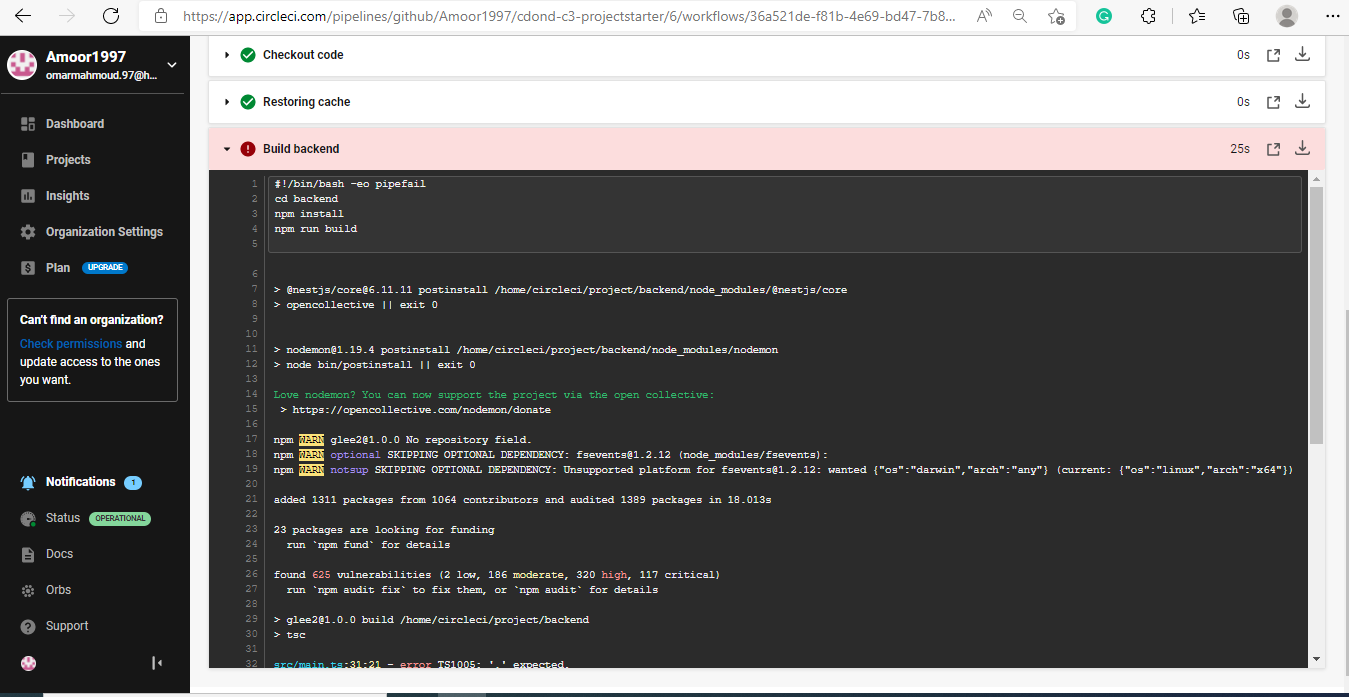 https://app.circleci.com/pipelines/github/Amoor1997/cdond-c3-projectstarter/6/workflows/36a521de-f81b-4e69-bd47-7b8...
Amoor1997
omarmahmoud.97@h...
Dashboard
Projects
Insights
Organization Settings
Plan UPGRADE
Can't find an organization?
Check permissions and
update access to the ones
you want.
Notifications 1
Status OPERATIONAL
Docs
Orbs
Support
Checkout code 0s
Restoring cache 0s
Build backend 25s
1 #!/bin/bash -eo pipefail
2 cd backend
3 npm install
4 npm run build
5
6
7 > @nestjs/core@6.11.11 postinstall /home/circleci/project/backend/node_modules/@nestjs/core
8 > opencollective || exit 0
9
10
11 > nodemon@1.19.4 postinstall /home/circleci/project/backend/node_modules/nodemon
12 > node bin/postinstall || exit 0
13
14 Love nodemon? You can now support the project via the open collective:
15 > https://opencollective.com/nodemon/donate
16
17 npm WARN glee2@1.0.0 No repository field.
18 npm WARN optional SKIPPING OPTIONAL DEPENDENCY: fsevents@1.2.12 (node_modules/fsevents):
19 npm WARN notsup SKIPPING OPTIONAL DEPENDENCY: Unsupported platform for fsevents@1.2.12: wanted {"os":"darwin","arch":"any"} (current: {"os":"linux","arch":"x64"})
20
21 added 1311 packages from 1064 contributors and audited 1389 packages in 18.013s
22
23 23 packages are looking for funding
24 run `npm fund` for details
25
26 found 625 vulnerabilities (2 low, 186 moderate, 320 high, 117 critical)
27 run `npm audit fix` to fix them, or `npm audit` for details
28
29 > glee2@1.0.0 build /home/circleci/project/backend
30 > tsc
31
32 src/main.ts:31:21 - error TS1005: ',' expected.